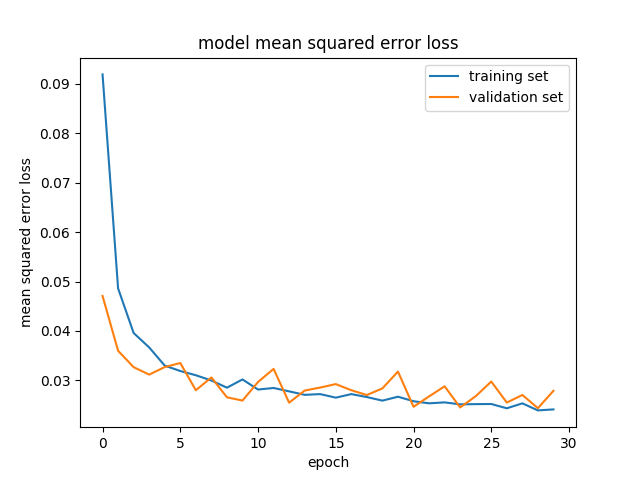 model mean squared error loss
training set
validation set
mean squared error loss
0.09
0.08
0.07
0.06
0.05
0.04
0.03
0 5 10 15 20 25 30
epoch